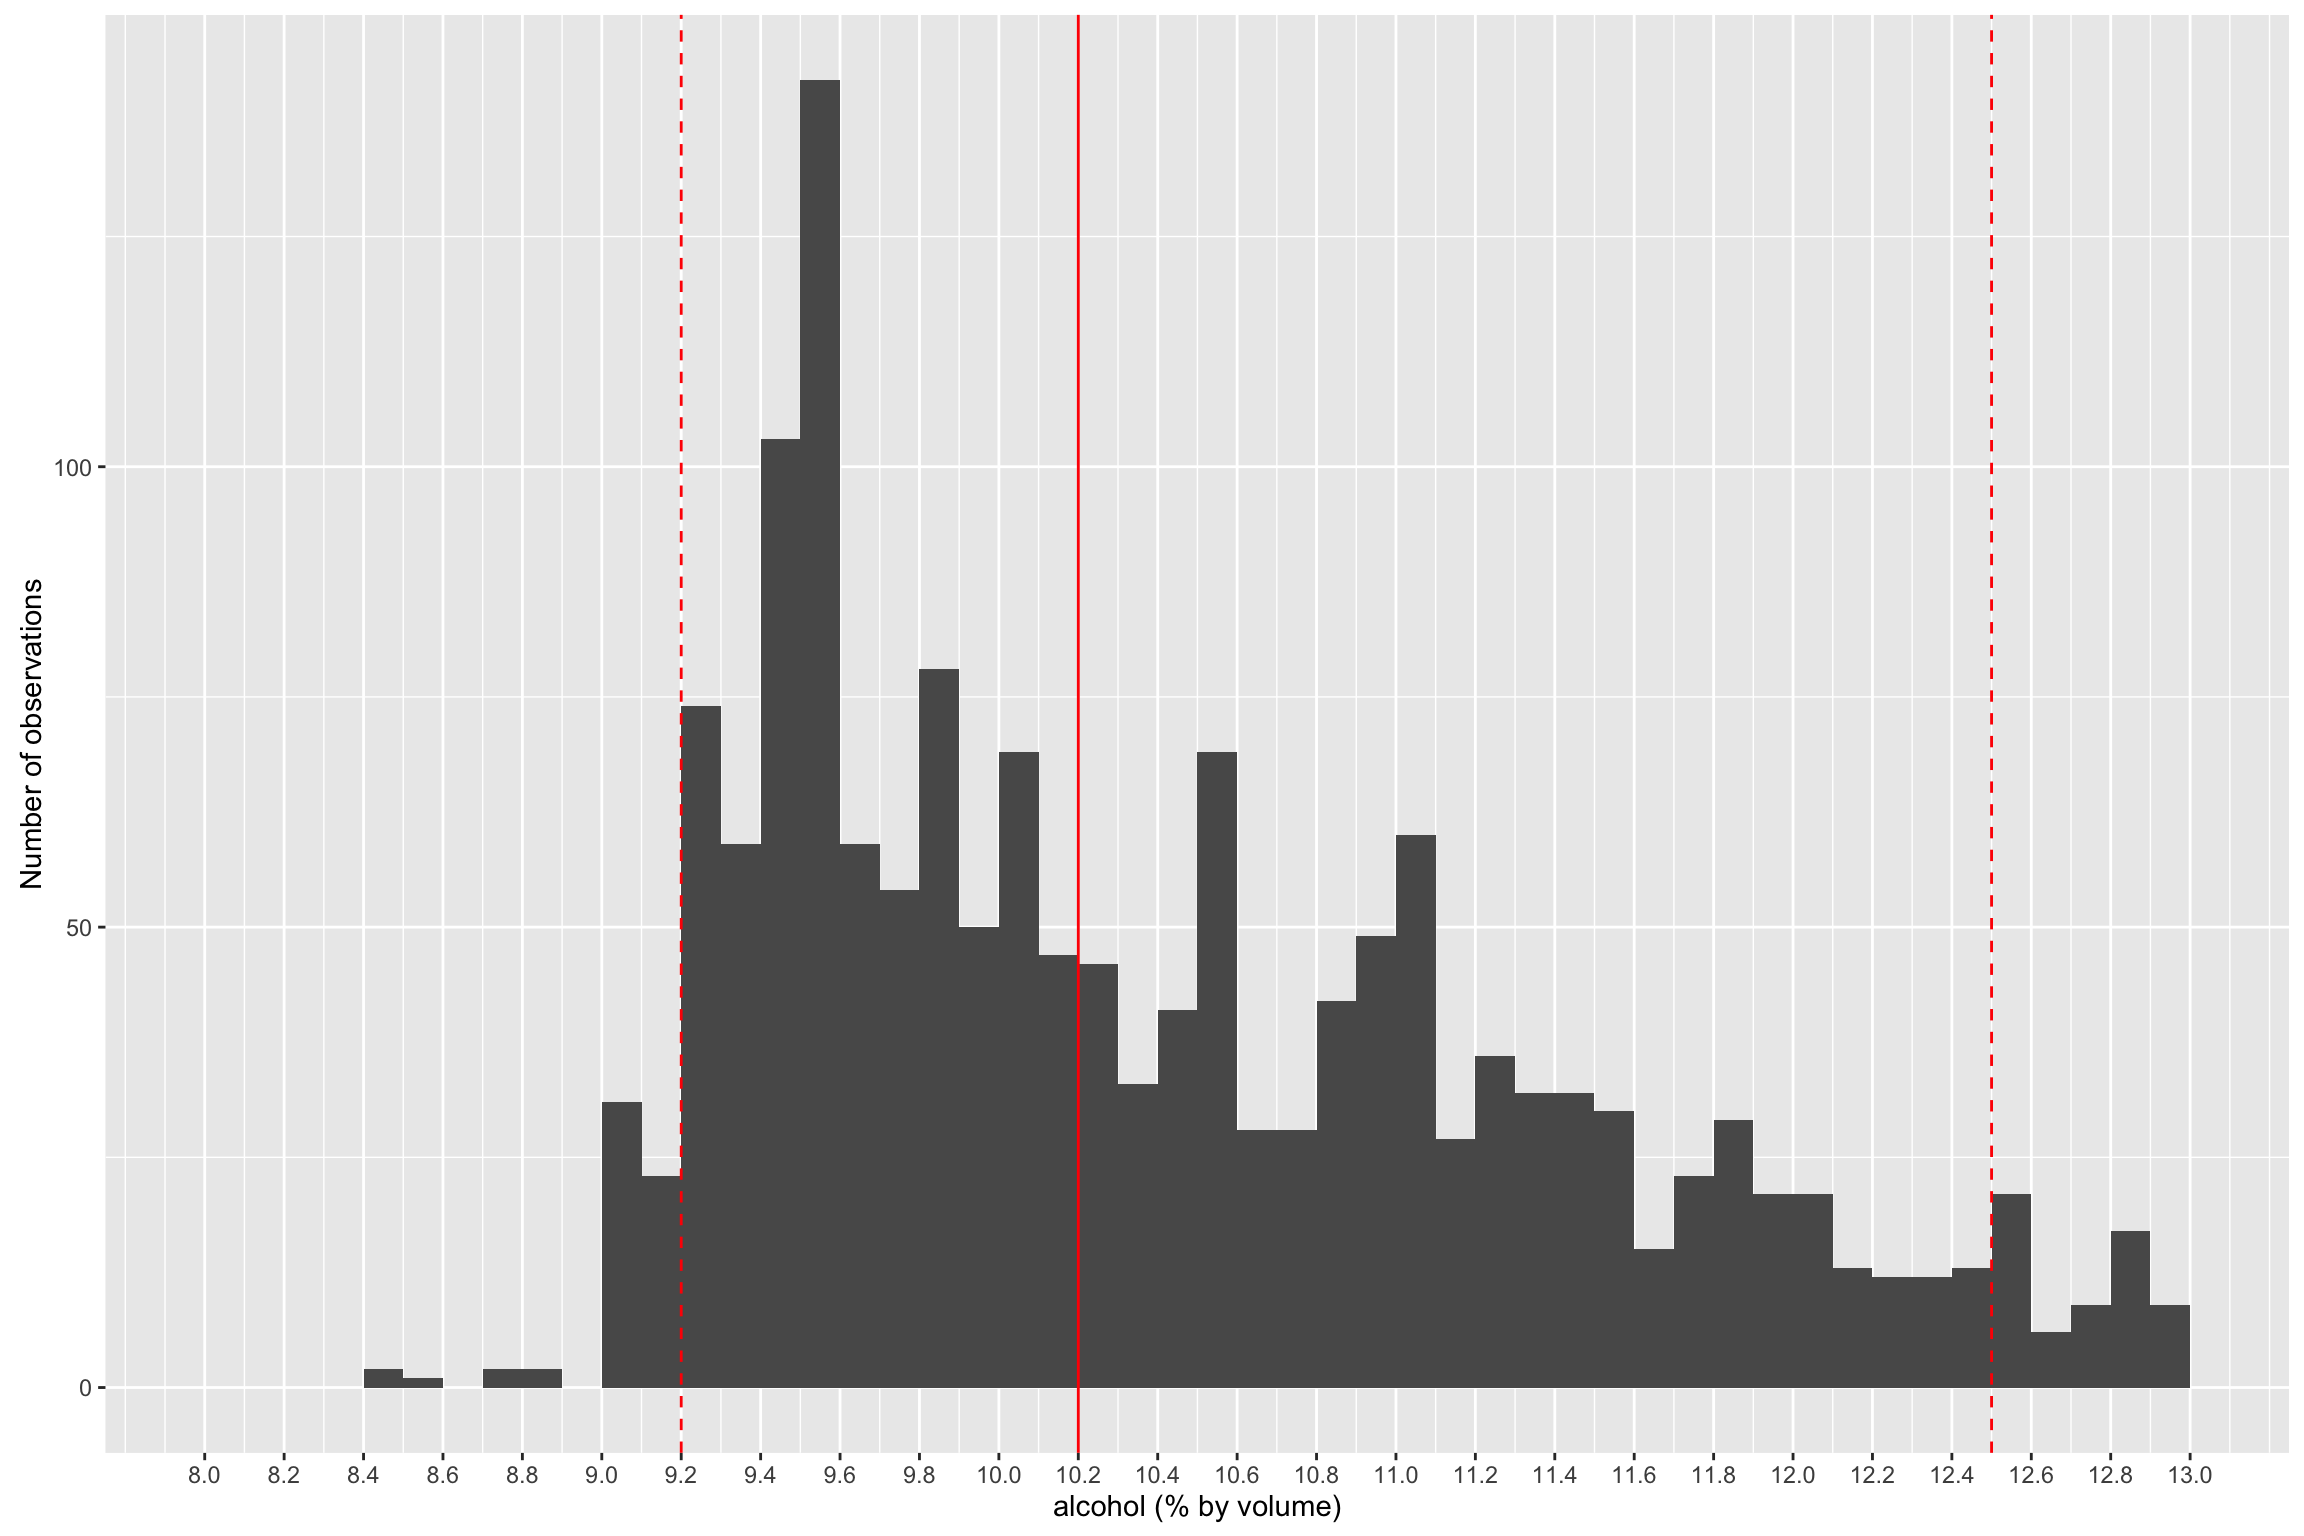 Number of observations
100
50
0
8.0 8.2 8.4 8.6 8.8 9.0 9.2 9.4 9.6 9.8 10.0 10.2 10.4 10.6 10.8 11.0 11.2 11.4 11.6 11.8 12.0 12.2 12.4 12.6 12.8 13.0
alcohol (% by volume)